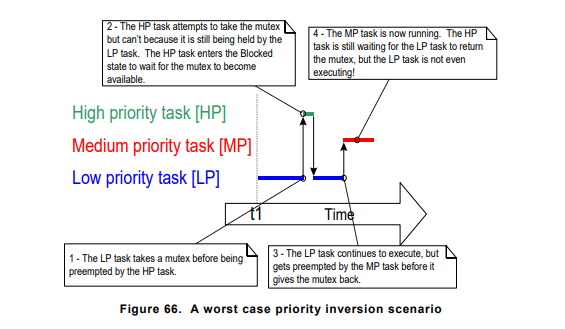 2 - The HP task attempts to take the mutex
but can't because it is still being held by the
LP task. The HP task enters the Blocked
state to wait for the mutex to become
available.
4 - The MP task is now running. The HP
task is still waiting for the LP task to return
the mutex, but the LP task is not even
executing!
High priority task [HP]
Medium priority task [MP]
Low priority task [LP]
t1
Time
1 - The LP task takes a mutex before being
preempted by the HP task.
3 - The LP task continues to execute, but
gets preempted by the MP task before it
gives the mutex back.
Figure 66. A worst case priority inversion scenario